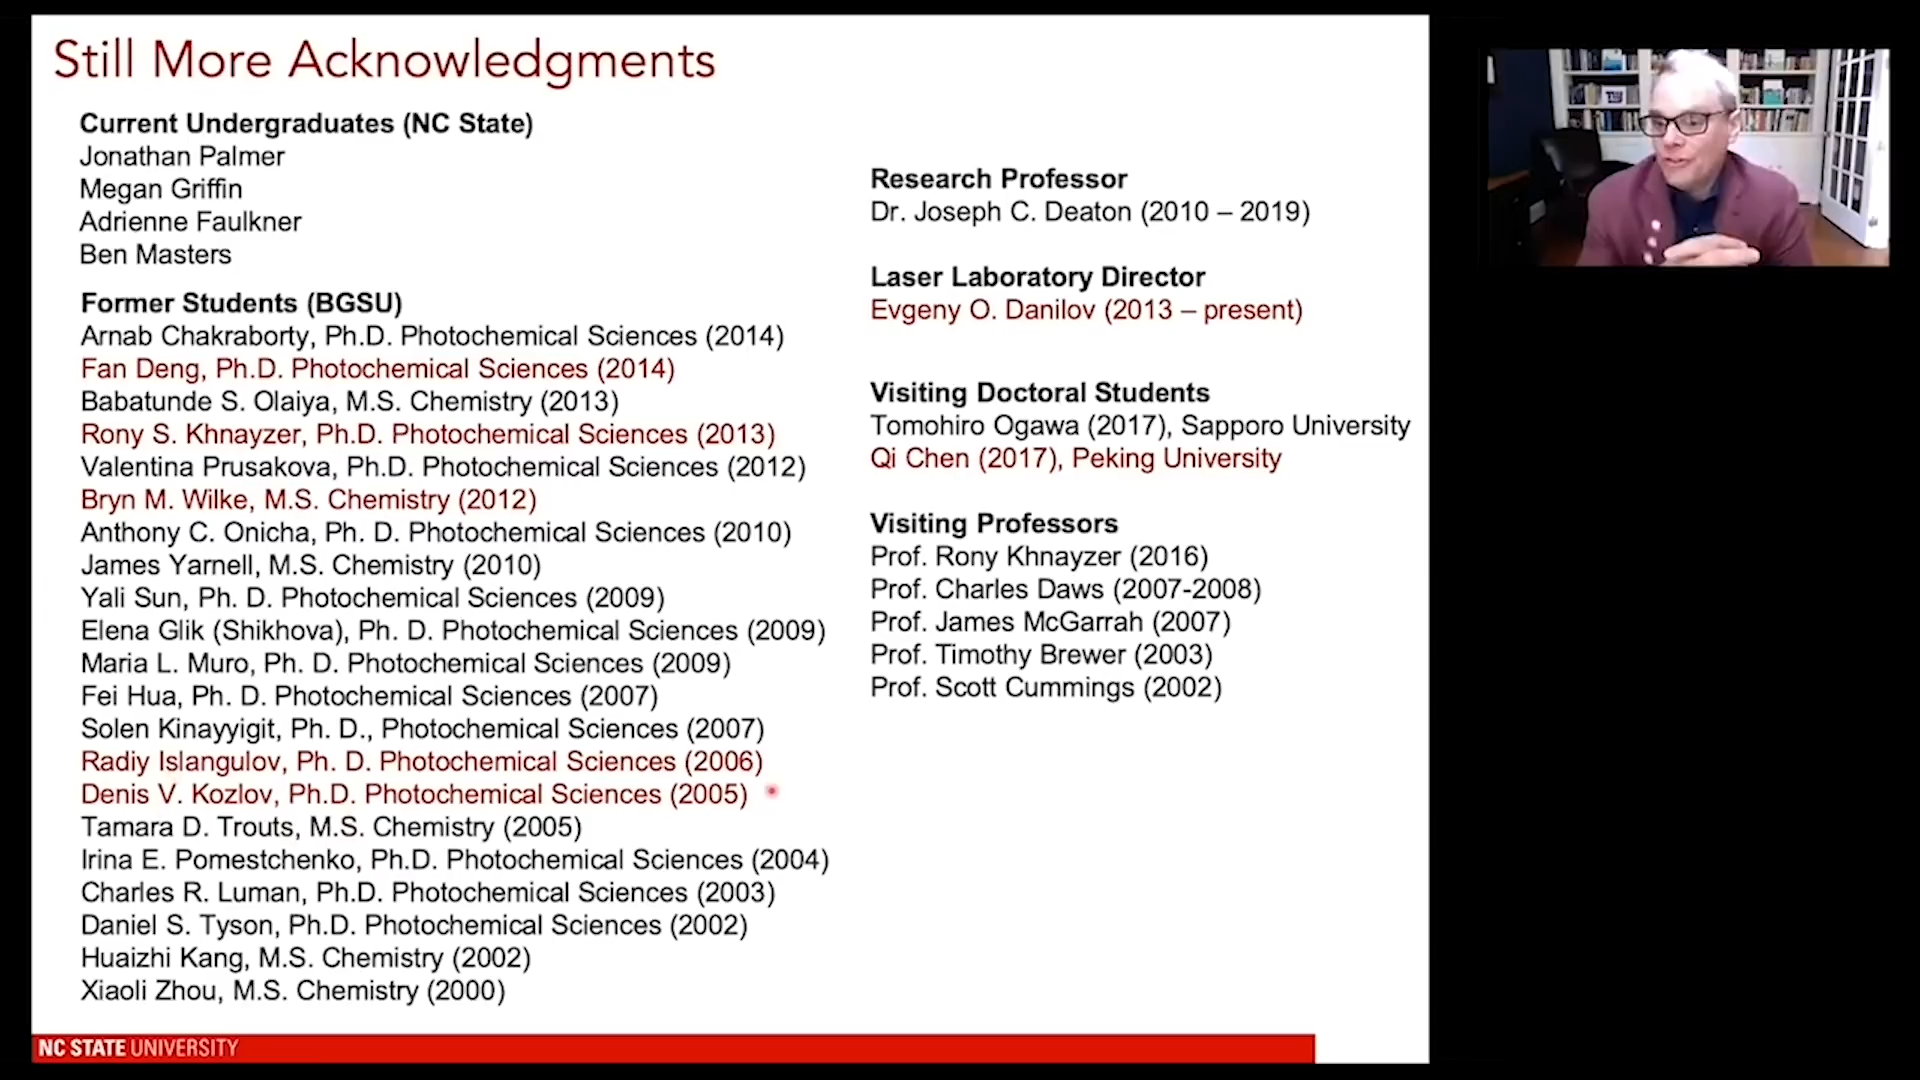 Still More Acknowledgments
Current Undergraduates (NC State)
Jonathan Palmer
Megan Griffin
Adrienne Faulkner
Ben Masters
Former Students (BGSU)
Arnab Chakraborty, Ph.D. Photochemical Sciences (2014)
Fan Deng, Ph.D. Photochemical Sciences (2014)
Babatunde S. Olaiya, M.S. Chemistry (2013)
Rony S. Khnayzer, Ph.D. Photochemical Sciences (2013)
Valentina Prusakova, Ph.D. Photochemical Sciences (2012)
Bryn M. Wilke, M.S. Chemistry (2012)
Anthony C. Onicha, Ph. D. Photochemical Sciences (2010)
James Yarnell, M.S. Chemistry (2010)
Yali Sun, Ph. D. Photochemical Sciences (2009)
Elena Glik (Shikhova), Ph. D. Photochemical Sciences (2009)
Maria L. Muro, Ph. D. Photochemical Sciences (2009)
Fei Hua, Ph. D. Photochemical Sciences (2007)
Solen Kinayyigit, Ph. D., Photochemical Sciences (2007)
Radiy Islangulov, Ph. D. Photochemical Sciences (2006)
Denis V. Kozlov, Ph.D. Photochemical Sciences (2005)
Tamara D. Trouts, M.S. Chemistry (2005)
Irina E. Pomestchenko, Ph.D. Photochemical Sciences (2004)
Charles R. Luman, Ph.D. Photochemical Sciences (2003)
Daniel S. Tyson, Ph.D. Photochemical Sciences (2002)
Huaizhi Kang, M.S. Chemistry (2002)
Xiaoli Zhou, M.S. Chemistry (2000)
Research Professor
Dr. Joseph C. Deaton (2010 – 2019)
Laser Laboratory Director
Evgeny O. Danilov (2013 – present)
Visiting Doctoral Students
Tomohiro Ogawa (2017), Sapporo University
Qi Chen (2017), Peking University
Visiting Professors
Prof. Rony Khnayzer (2016)
Prof. Charles Daws (2007-2008)
Prof. James McGarrah (2007)
Prof. Timothy Brewer (2003)
Prof. Scott Cummings (2002)
NC STATE UNIVERSITY